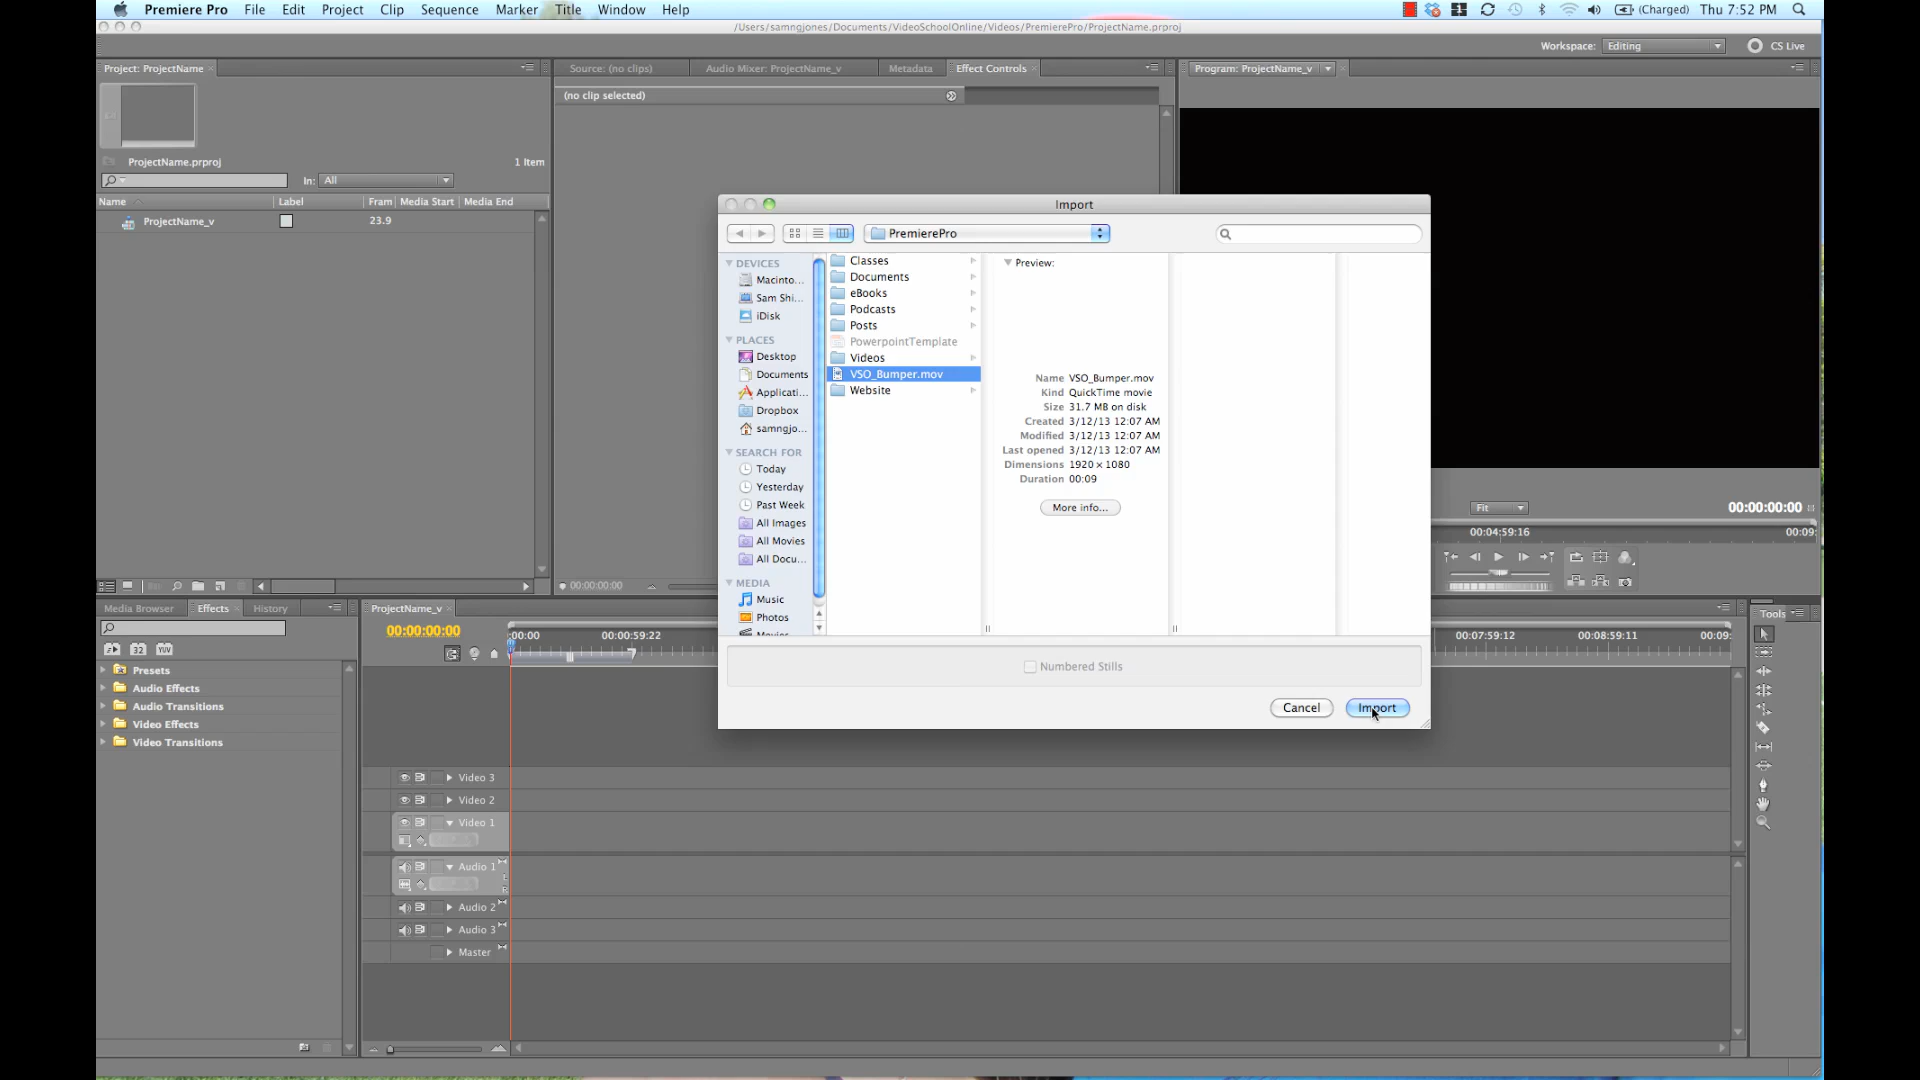 Premiere Pro File Edit Project Clip Sequence Marker Title Window Help (Charged) Thu 7:52 PM
/Users/samngjones/Documents/VideoSchoolOnline/Videos/PremierePro/ProjectName.prproj
Workspace: Editing CS Live
Project: ProjectName
Source: (no clips) Audio Mixer: ProjectName_v Metadata Effect Controls
Program: ProjectName_v
(no clip selected)
ProjectName.prproj 1 Item
In: All
Name Label Fram Media Start Media End
ProjectName_v 23.9
Import
PremierePro
DEVICES
Macinto...
Sam Shi...
iDisk
PLACES
Desktop
Documents
Applicati...
Dropbox
samngjo...
SEARCH FOR
Today
Yesterday
Past Week
All Images
All Movies
All Docu...
MEDIA
Music
Photos
Movies
Classes
Documents
eBooks
Podcasts
Posts
PowerpointTemplate
Videos
VSO_Bumper.mov
Website
Preview:
Name VSO_Bumper.mov
Kind QuickTime movie
Size 31.7 MB on disk
Created 3/12/13 12:07 AM
Modified 3/12/13 12:07 AM
Last opened 3/12/13 12:07 AM
Dimensions 1920 × 1080
Duration 00:09
More info...
Numbered Stills
Cancel Import
Fit 00:00:00:00
00:04:59:16 00:09:
00:00:00:00
Media Browser Effects History
Presets
Audio Effects
Audio Transitions
Video Effects
Video Transitions
ProjectName_v
00:00:00:00 :00:00 00:00:59:22 00:07:59:12 00:08:59:11 00:09:
Tools
Video 3
Video 2
Video 1
Audio 1
Audio 2
Audio 3
Master